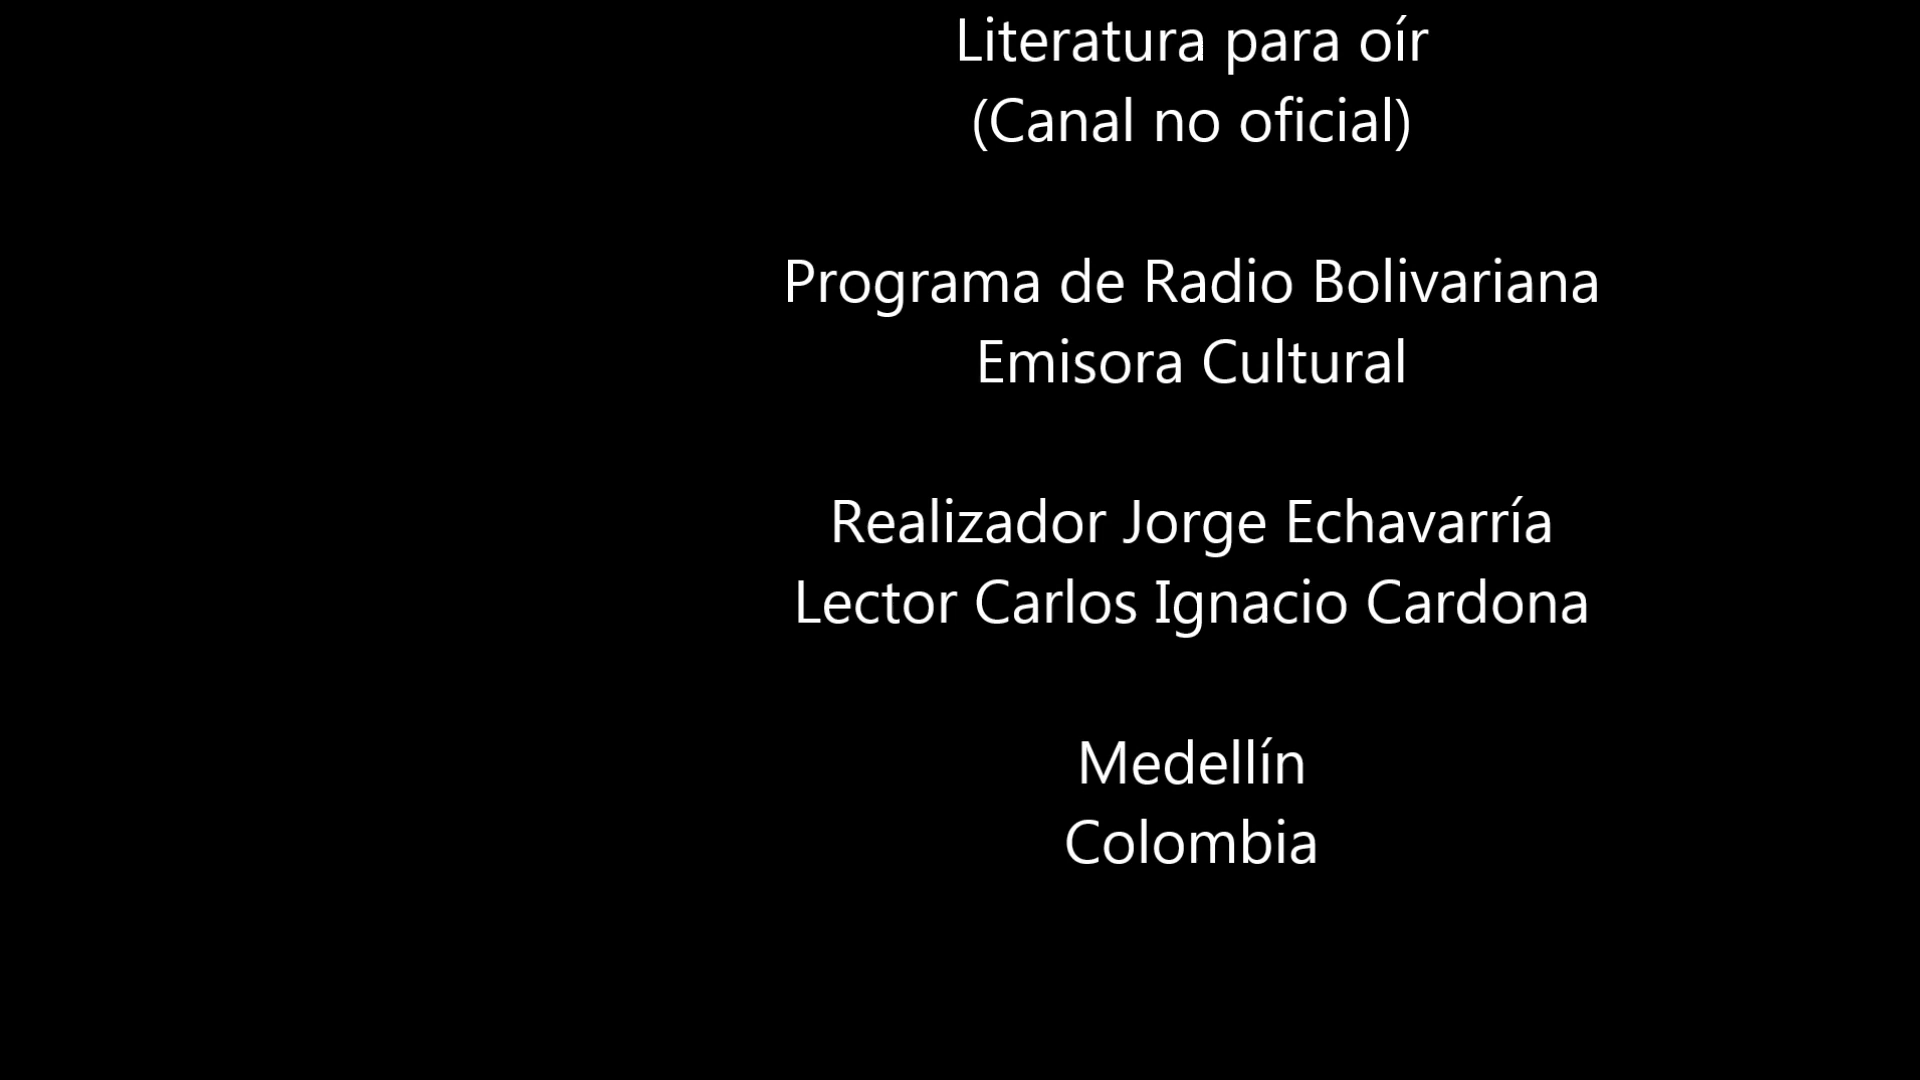 Literatura para oír
(Canal no oficial)
Programa de Radio Bolivariana
Emisora Cultural
Realizador Jorge Echavarría
Lector Carlos Ignacio Cardona
Medellín
Colombia